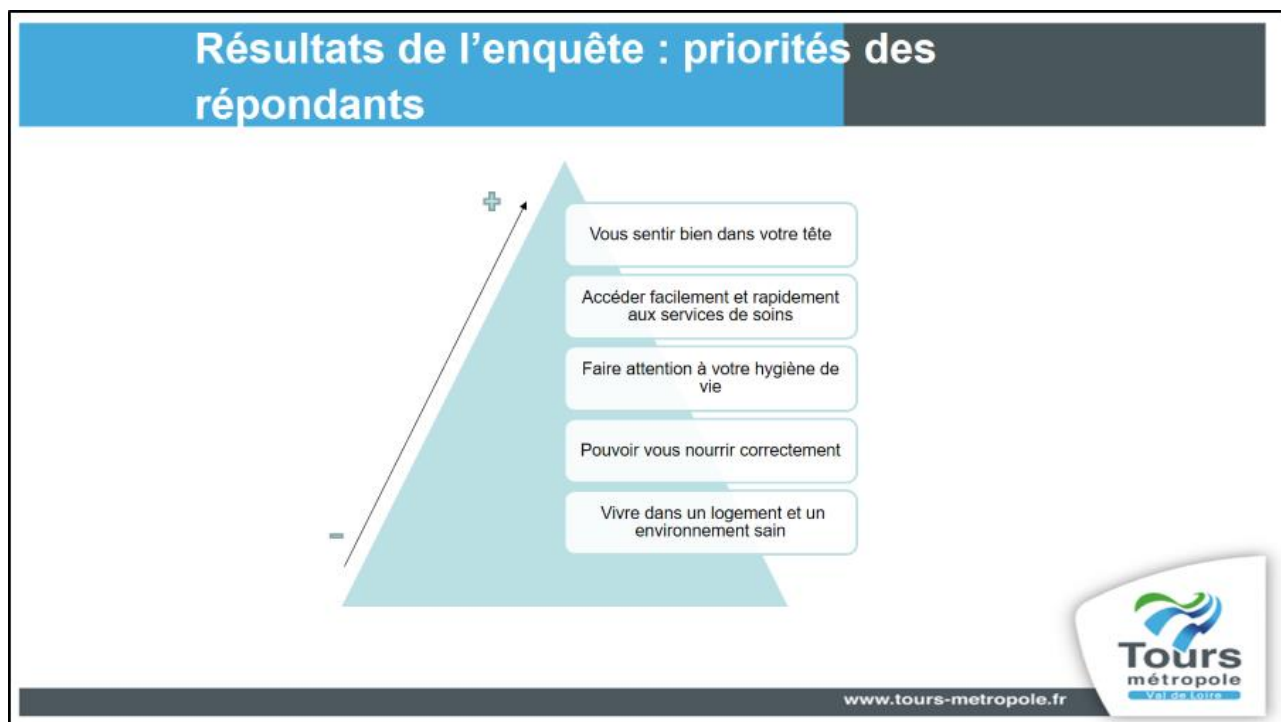 Résultats de l’enquête : priorités des
répondants
Vous sentir bien dans votre tête
Accéder facilement et rapidement
aux services de soins
Faire attention à votre hygiène de
vie
Pouvoir vous nourrir correctement
Vivre dans un logement et un
environnement sain
Tours
métropole
Val de Loire
www.tours-metropole.fr